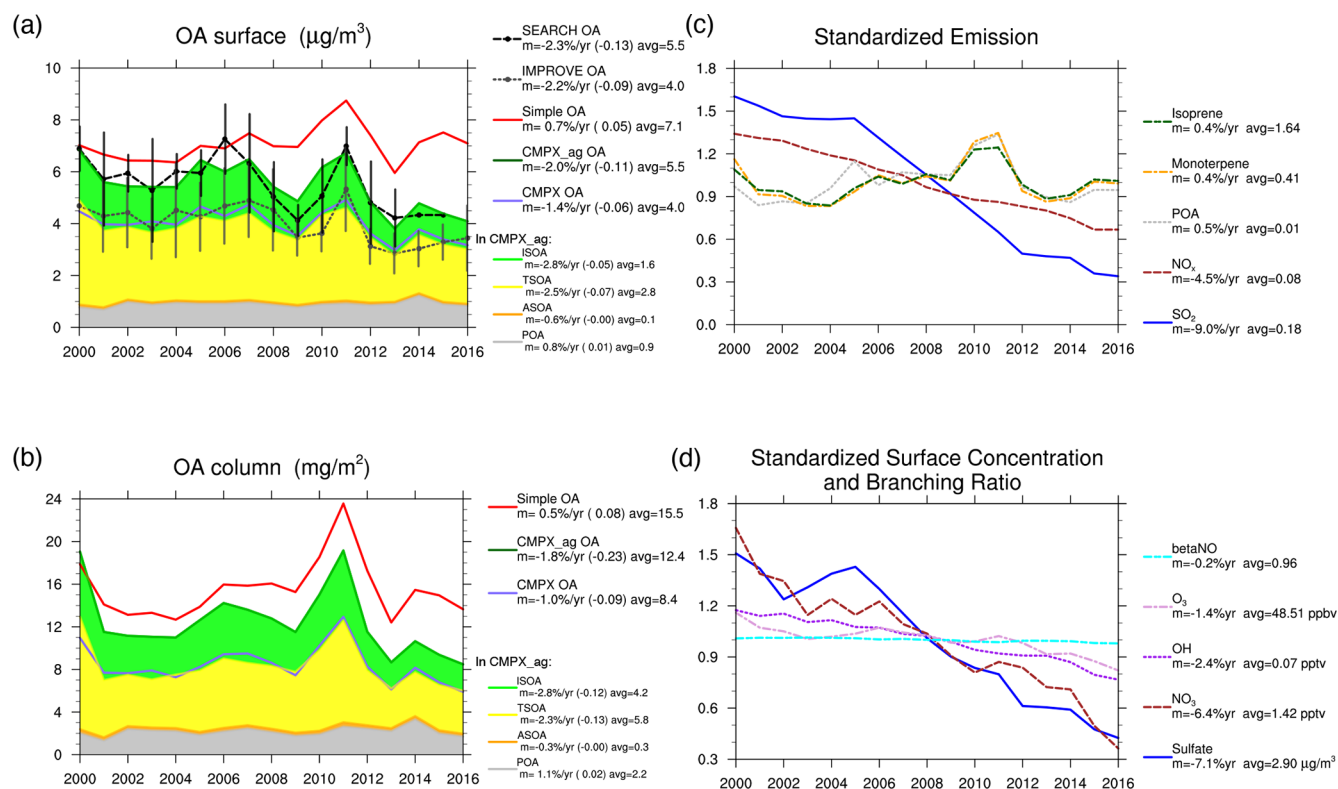 (a)
OA surface (µg/m³)
10
8
6
4
2
0
2000 2002 2004 2006 2008 2010 2012 2014 2016
SEARCH OA
m=-2.3%/yr (-0.13) avg=5.5
IMPROVE OA
m=-2.2%/yr (-0.09) avg=4.0
Simple OA
m= 0.7%/yr ( 0.05) avg=7.1
CMPX_ag OA
m=-2.0%/yr (-0.11) avg=5.5
CMPX OA
m=-1.4%/yr (-0.06) avg=4.0
In CMPX_ag:
ISOA
m=-2.8%/yr (-0.05) avg=1.6
TSOA
m=-2.5%/yr (-0.07) avg=2.8
ASOA
m=-0.6%/yr (-0.00) avg=0.1
POA
m= 0.8%/yr ( 0.01) avg=0.9
(c)
Standardized Emission
1.8
1.5
1.2
0.9
0.6
0.3
0.0
2000 2002 2004 2006 2008 2010 2012 2014 2016
Isoprene
m= 0.4%/yr avg=1.64
Monoterpene
m= 0.4%/yr avg=0.41
POA
m= 0.5%/yr avg=0.01
NOₓ
m=-4.5%/yr avg=0.08
SO₂
m=-9.0%/yr avg=0.18
(b)
OA column (mg/m²)
24
20
16
12
8
4
0
2000 2002 2004 2006 2008 2010 2012 2014 2016
Simple OA
m= 0.5%/yr ( 0.08) avg=15.5
CMPX_ag OA
m=-1.8%/yr (-0.23) avg=12.4
CMPX OA
m=-1.0%/yr (-0.09) avg=8.4
In CMPX_ag:
ISOA
m=-2.8%/yr (-0.12) avg=4.2
TSOA
m=-2.3%/yr (-0.13) avg=5.8
ASOA
m=-0.3%/yr (-0.00) avg=0.3
POA
m= 1.1%/yr ( 0.02) avg=2.2
(d)
Standardized Surface Concentration
and Branching Ratio
1.8
1.5
1.2
0.9
0.6
0.3
2000 2002 2004 2006 2008 2010 2012 2014 2016
betaNO
m=-0.2%/yr avg=0.96
O₃
m=-1.4%/yr avg=48.51 ppbv
OH
m=-2.4%/yr avg=0.07 pptv
NO₃
m=-6.4%/yr avg=1.42 pptv
Sulfate
m=-7.1%/yr avg=2.90 µg/m³